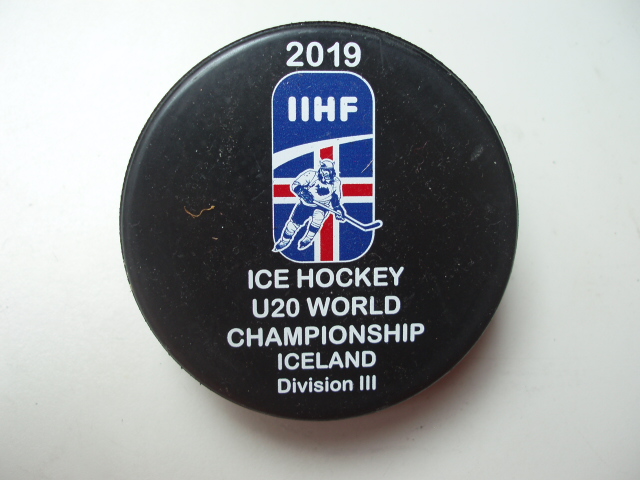 2019
IIHF
ICE HOCKEY
U20 WORLD
CHAMPIONSHIP
ICELAND
Division III